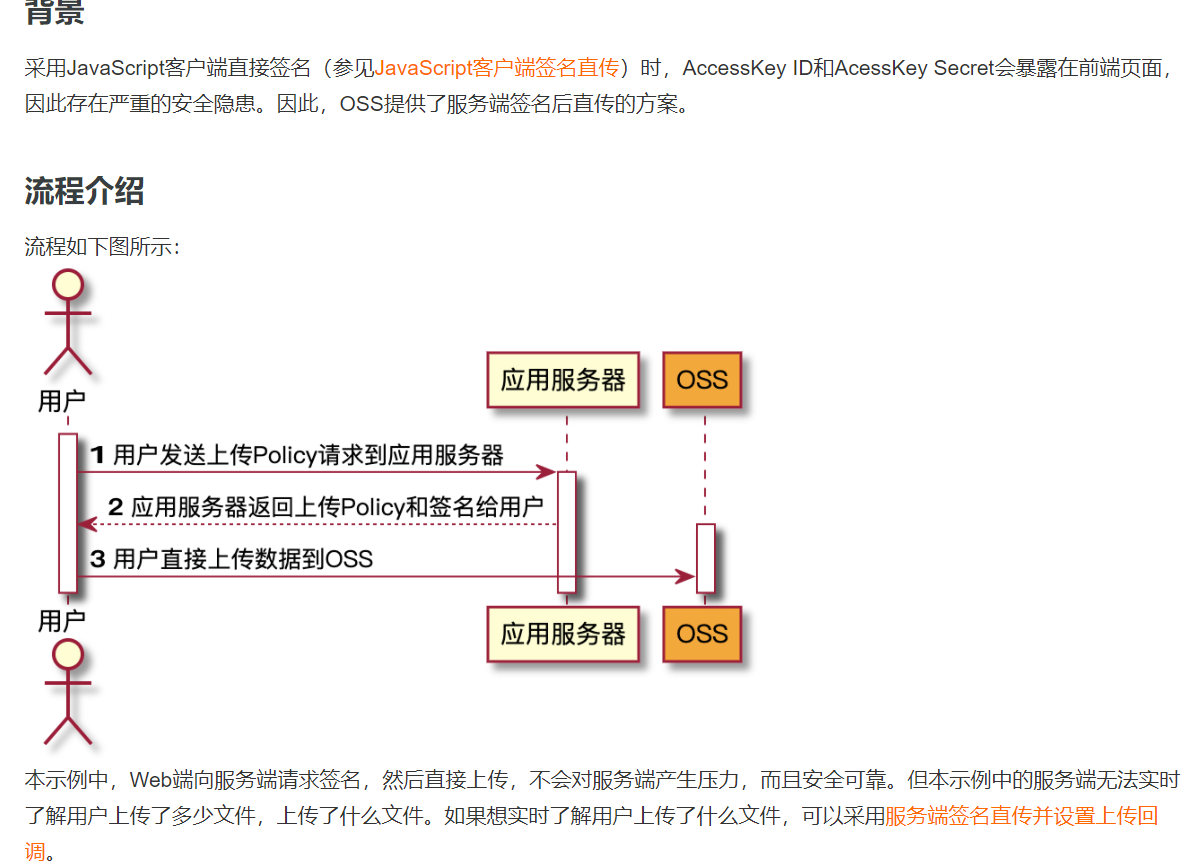 背景
采用JavaScript客户端直接签名（参见JavaScript客户端签名直传）时，AccessKey ID和AcessKey Secret会暴露在前端页面，
因此存在严重的安全隐患。因此，OSS提供了服务端签名后直传的方案。
流程介绍
流程如下图所示：
用户
应用服务器
OSS
1 用户发送上传Policy请求到应用服务器
2 应用服务器返回上传Policy和签名给用户
3 用户直接上传数据到OSS
用户
应用服务器
OSS
本示例中，Web端向服务端请求签名，然后直接上传，不会对服务端产生压力，而且安全可靠。但本示例中的服务端无法实时
了解用户上传了多少文件，上传了什么文件。如果想实时了解用户上传了什么文件，可以采用服务端签名直传并设置上传回
调。